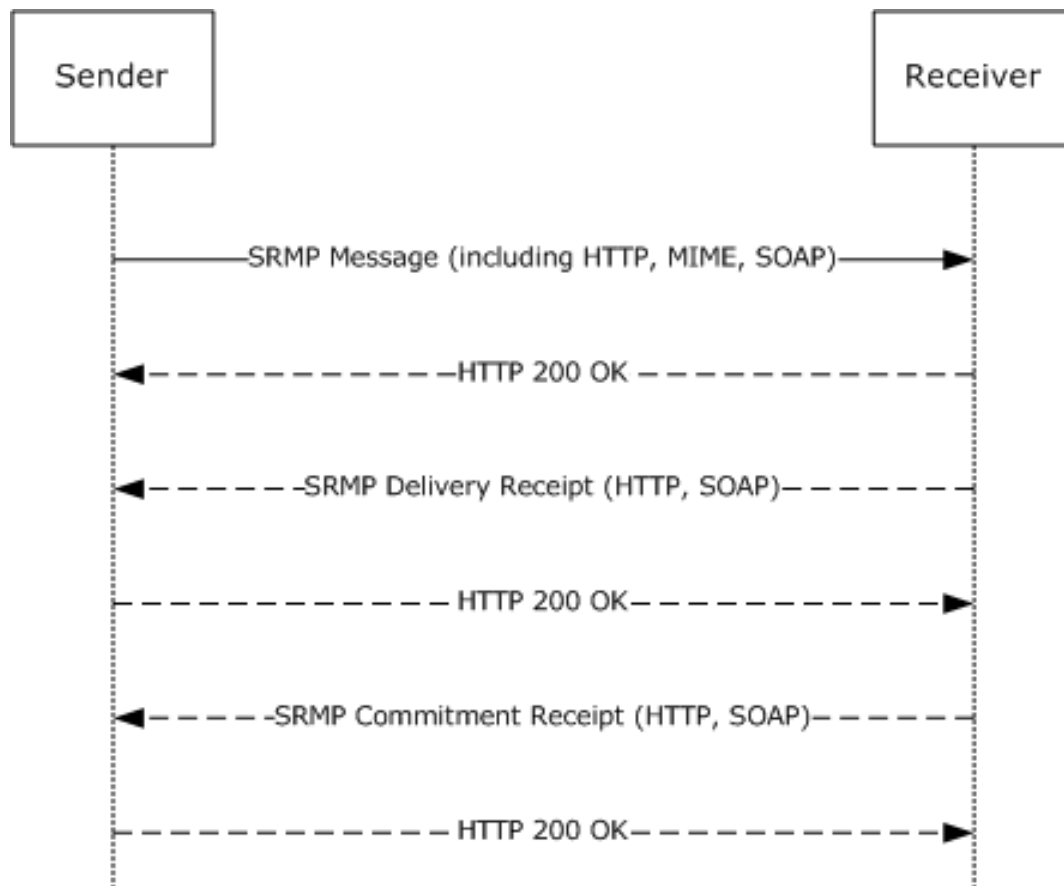 Sender
Receiver
SRMP Message (including HTTP, MIME, SOAP)
HTTP 200 OK
SRMP Delivery Receipt (HTTP, SOAP)
HTTP 200 OK
SRMP Commitment Receipt (HTTP, SOAP)
HTTP 200 OK